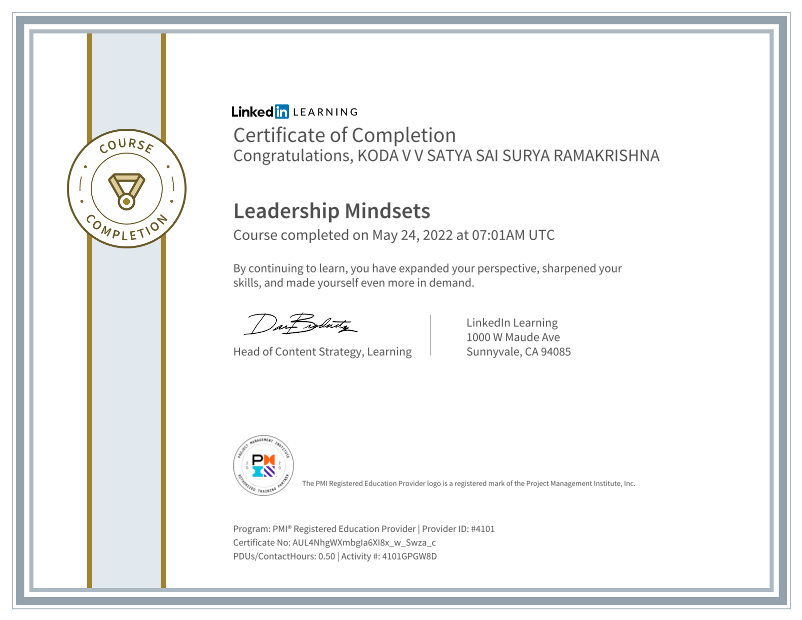 COURSE
COMPLETION
Linked in LEARNING
Certificate of Completion
Congratulations, KODA V V SATYA SAI SURYA RAMAKRISHNA
Leadership Mindsets
Course completed on May 24, 2022 at 07:01AM UTC
By continuing to learn, you have expanded your perspective, sharpened your
skills, and made yourself even more in demand.
Head of Content Strategy, Learning
LinkedIn Learning
1000 W Maude Ave
Sunnyvale, CA 94085
PROJECT MANAGEMENT INSTITUTE
PMI
AUTHORIZED TRAINING PARTNER
The PMI Registered Education Provider logo is a registered mark of the Project Management Institute, Inc.
Program: PMI® Registered Education Provider | Provider ID: #4101
Certificate No: AUL4NhgWXmbgIa6XI8x_w_Swza_c
PDUs/ContactHours: 0.50 | Activity #: 4101GPGW8D